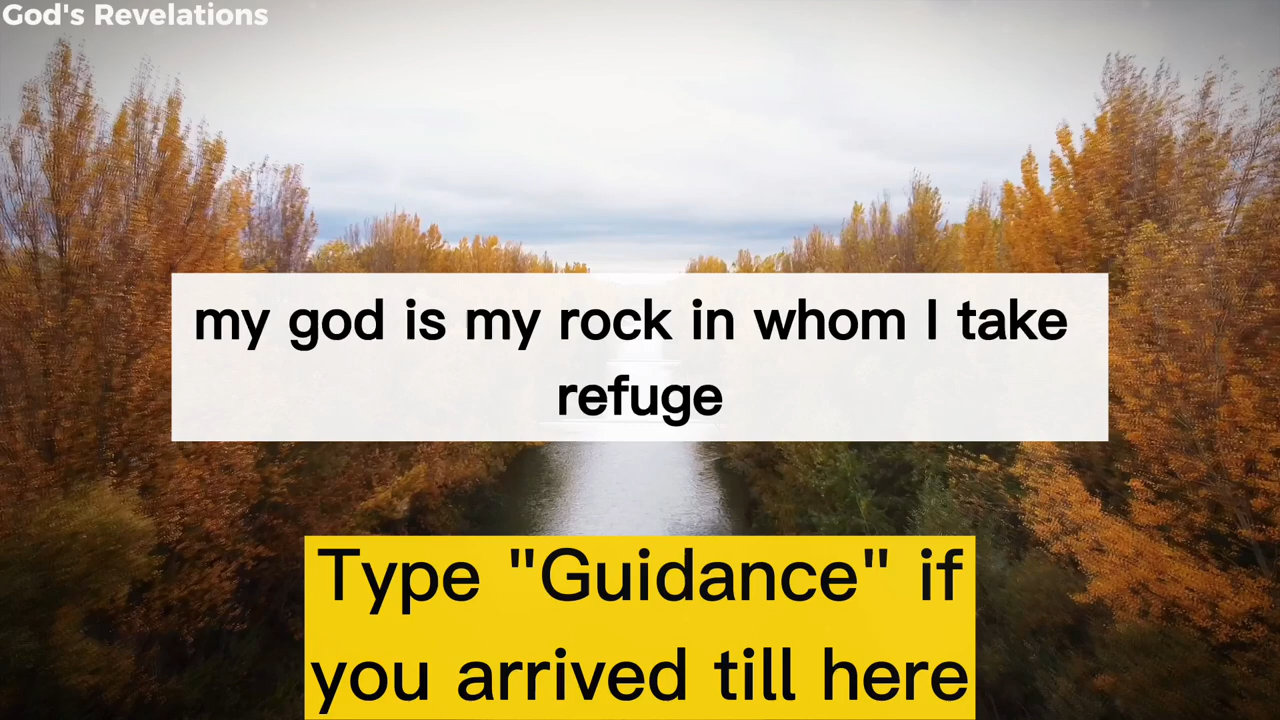 God's Revelations
my god is my rock in whom I take
refuge
Type "Guidance" if
you arrived till here